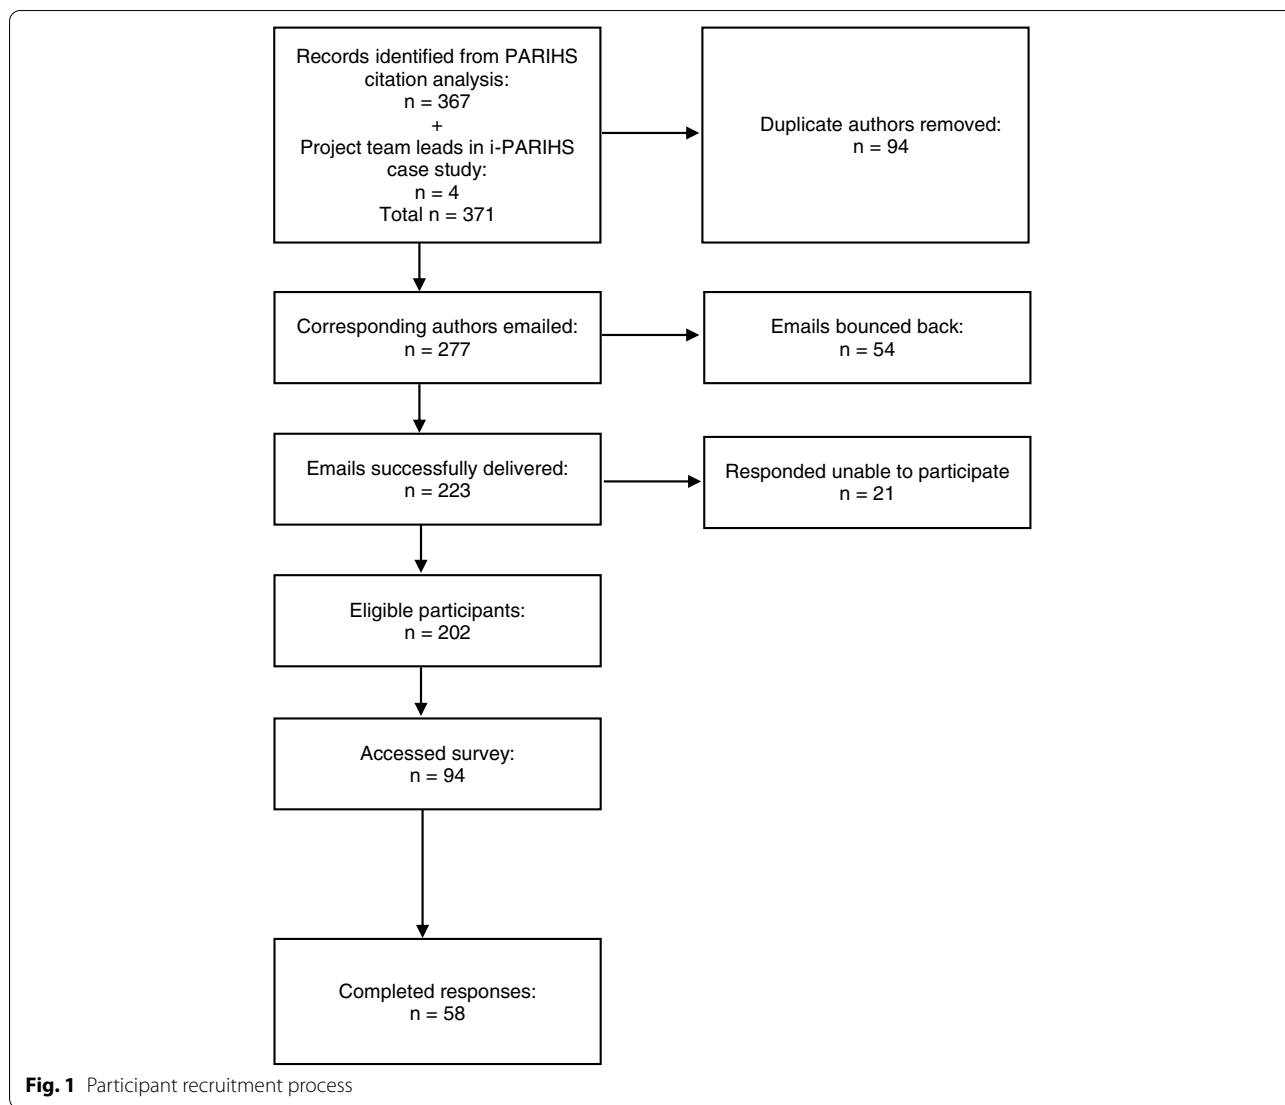 Records identified from PARIHS
citation analysis:
n = 367
+
Project team leads in i-PARIHS
case study:
n = 4
Total n = 371
Duplicate authors removed:
n = 94
Corresponding authors emailed:
n = 277
Emails bounced back:
n = 54
Emails successfully delivered:
n = 223
Responded unable to participate
n = 21
Eligible participants:
n = 202
Accessed survey:
n = 94
Completed responses:
n = 58
Fig. 1 Participant recruitment process